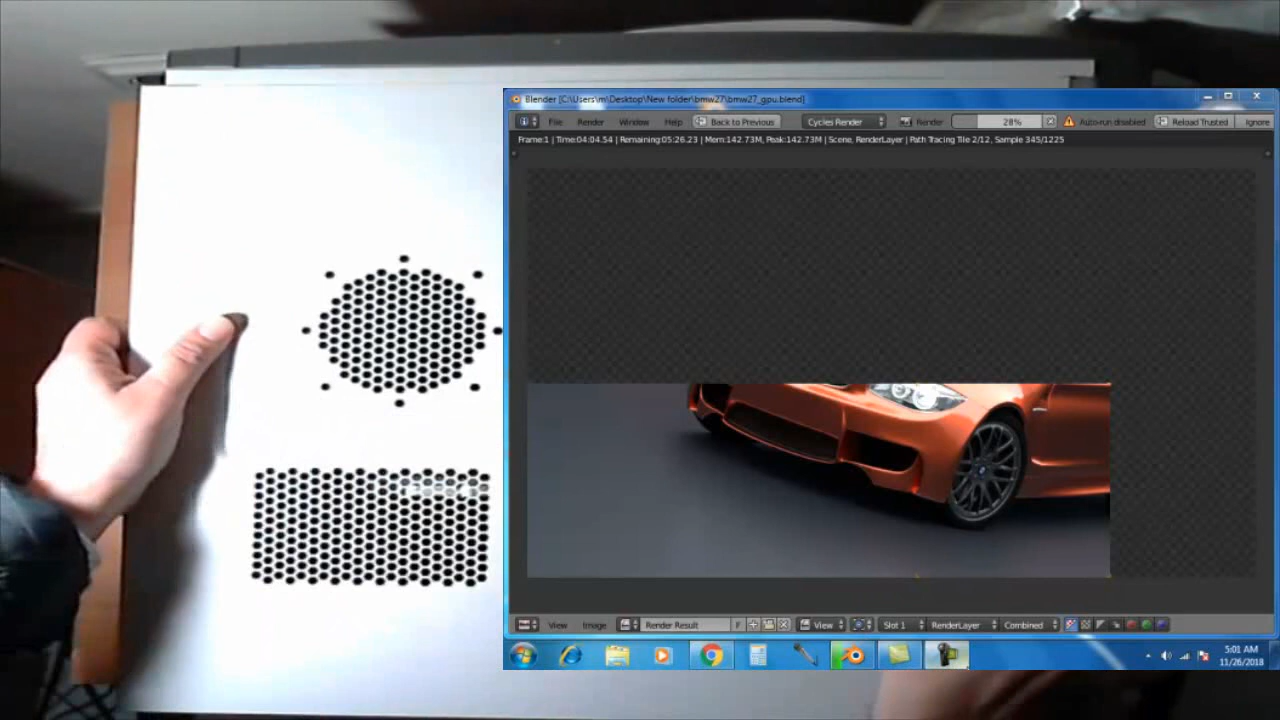 Blender [C:\Users\m\Desktop\New folder\bmw27\bmw27_gpu.blend]
File Render Window Help Back to Previous Cycles Render Render 28% Auto-run disabled Reload Trusted Ignore
Frame:1 | Time:04:04.54 | Remaining:05:26.23 | Mem:142.73M, Peak:142.73M | Scene, RenderLayer | Path Tracing Tile 2/12, Sample 345/1225
View Image Render Result F View Slot 1 RenderLayer Combined
5:01 AM
11/26/2018